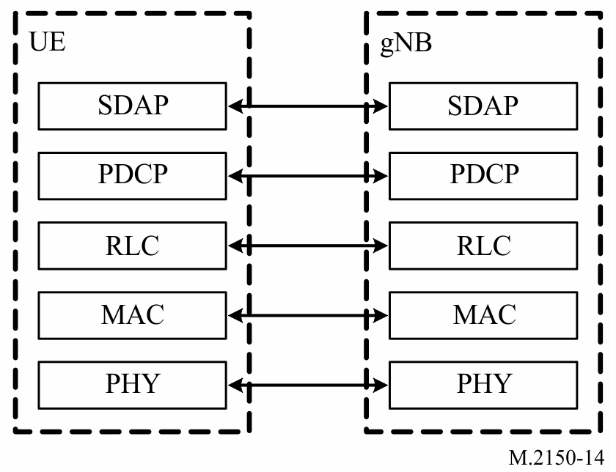 UE gNB
SDAP SDAP
PDCP PDCP
RLC RLC
MAC MAC
PHY PHY
M.2150-14